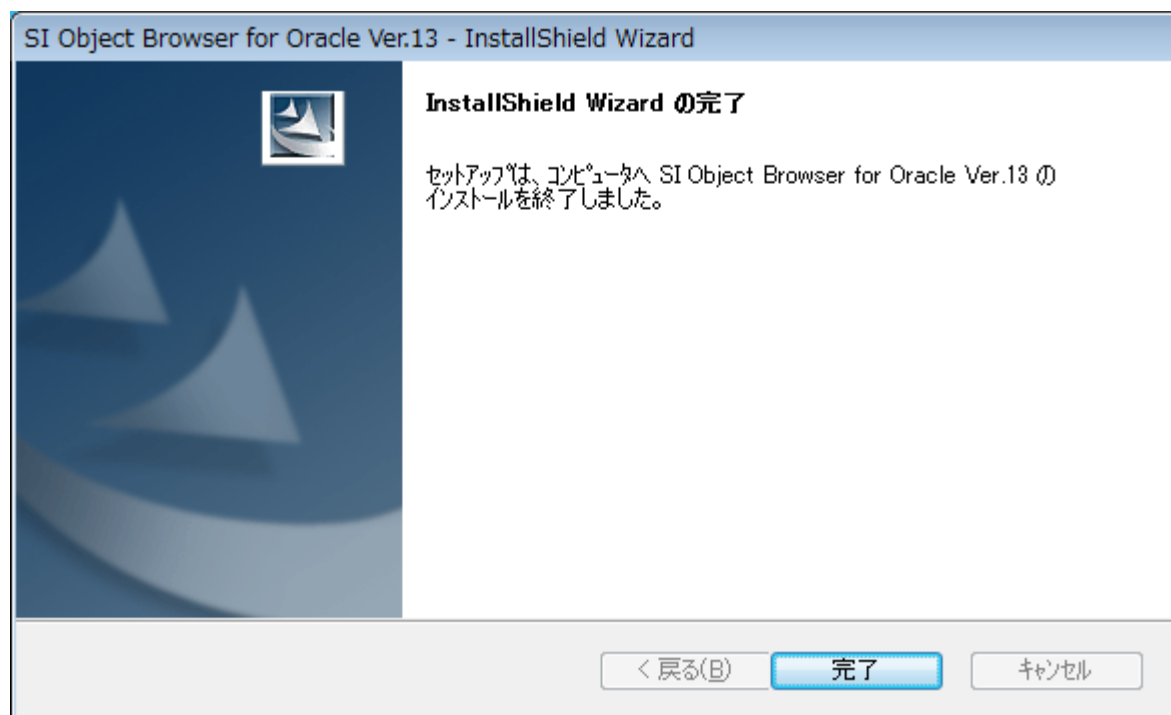 SI Object Browser for Oracle Ver.13 - InstallShield Wizard
InstallShield Wizard の完了
セットアップは、コンピュータへ SI Object Browser for Oracle Ver.13 の
インストールを終了しました。
< 戻る(B)
完了
キャンセル